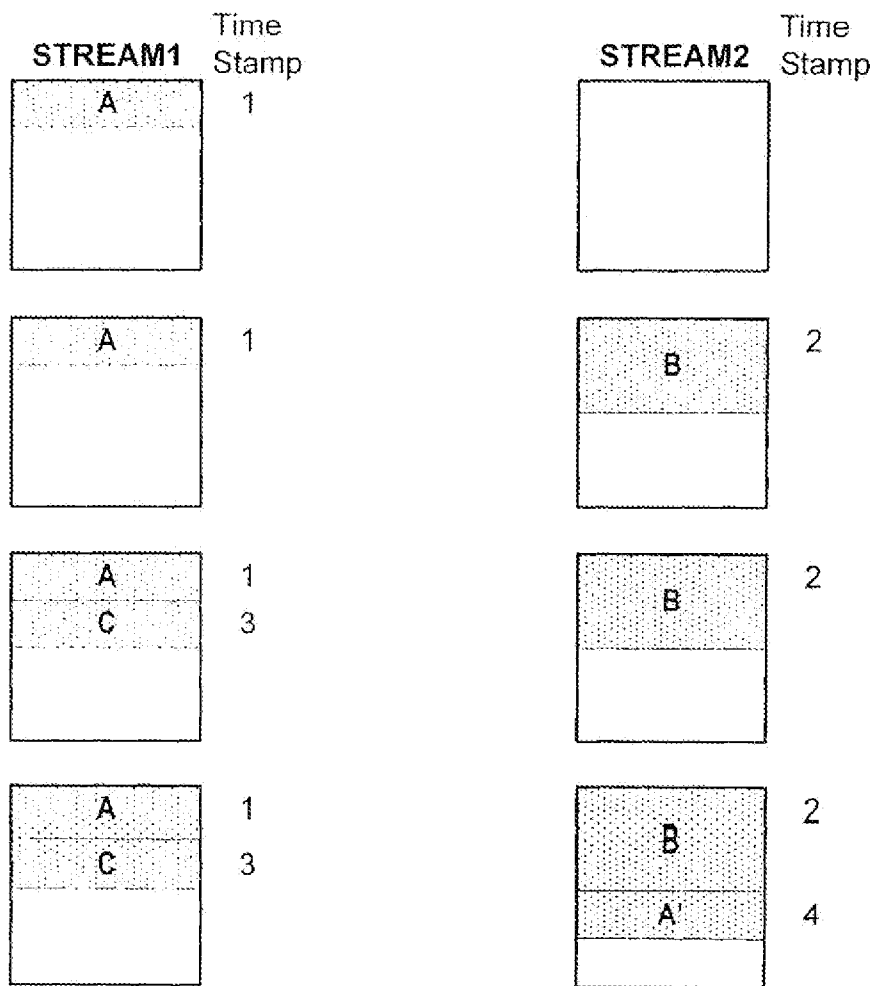 Time
STREAM1 Stamp
A 1
A 1
A 1
C 3
A 1
C 3
Time
STREAM2 Stamp
B 2
B 2
B 2
A' 4